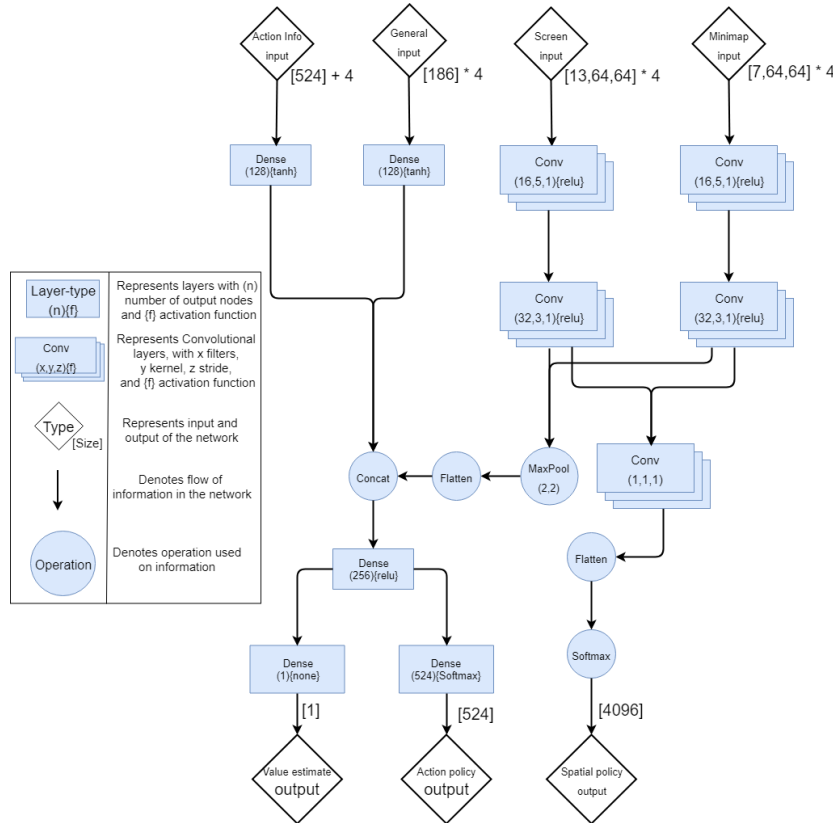 Action Info
input
[524] + 4
General
input
[186] * 4
Screen
input
[13,64,64] * 4
Minimap
input
[7,64,64] * 4
Dense
(128){tanh}
Dense
(128){tanh}
Conv
(16,5,1){relu}
Conv
(16,5,1){relu}
Layer-type
(n){f}
Represents layers with (n)
number of output nodes
and {f} activation function
Conv
(x,y,z){f}
Represents Convolutional
layers, with x filters,
y kernel, z stride,
and {f} activation function
Type
[Size]
Represents input and
output of the network
Denotes flow of
information in the network
Operation
Denotes operation used
on information
Conv
(32,3,1){relu}
Conv
(32,3,1){relu}
Concat
Flatten
MaxPool
(2,2)
Conv
(1,1,1)
Dense
(256){relu}
Flatten
Dense
(1){none}
Dense
(524){Softmax}
Softmax
[1]
[524]
[4096]
Value estimate
output
Action policy
output
Spatial policy
output